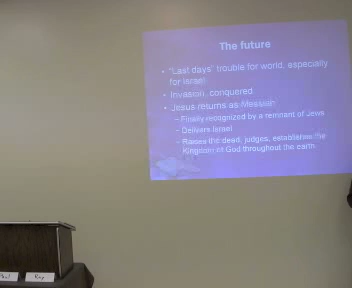 The future
• "Last days" trouble for world, especially
for Israel
• Invasion, conquered
• Jesus returns as Messiah
– Finally recognized by a remnant of Jews
– Delivers Israel
– Raises the dead, judges, establishes the
Kingdom of God throughout the earth
Ray